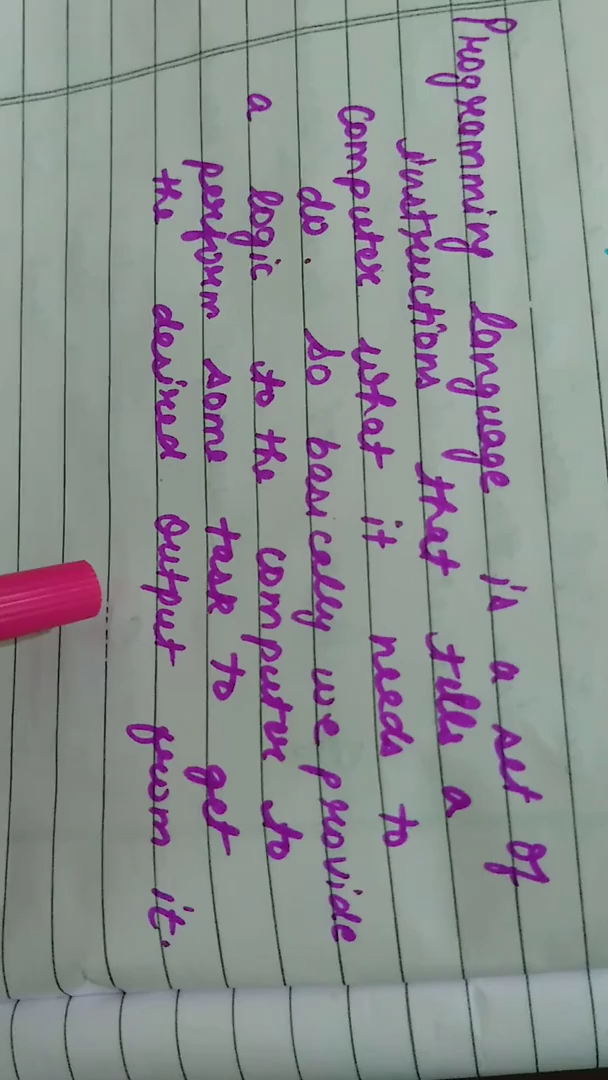 Programming language is a set of
instructions that tells a
computer what it needs to
do. So basically we provide
a logic to the computer to
perform some task to get
the desired output from it.